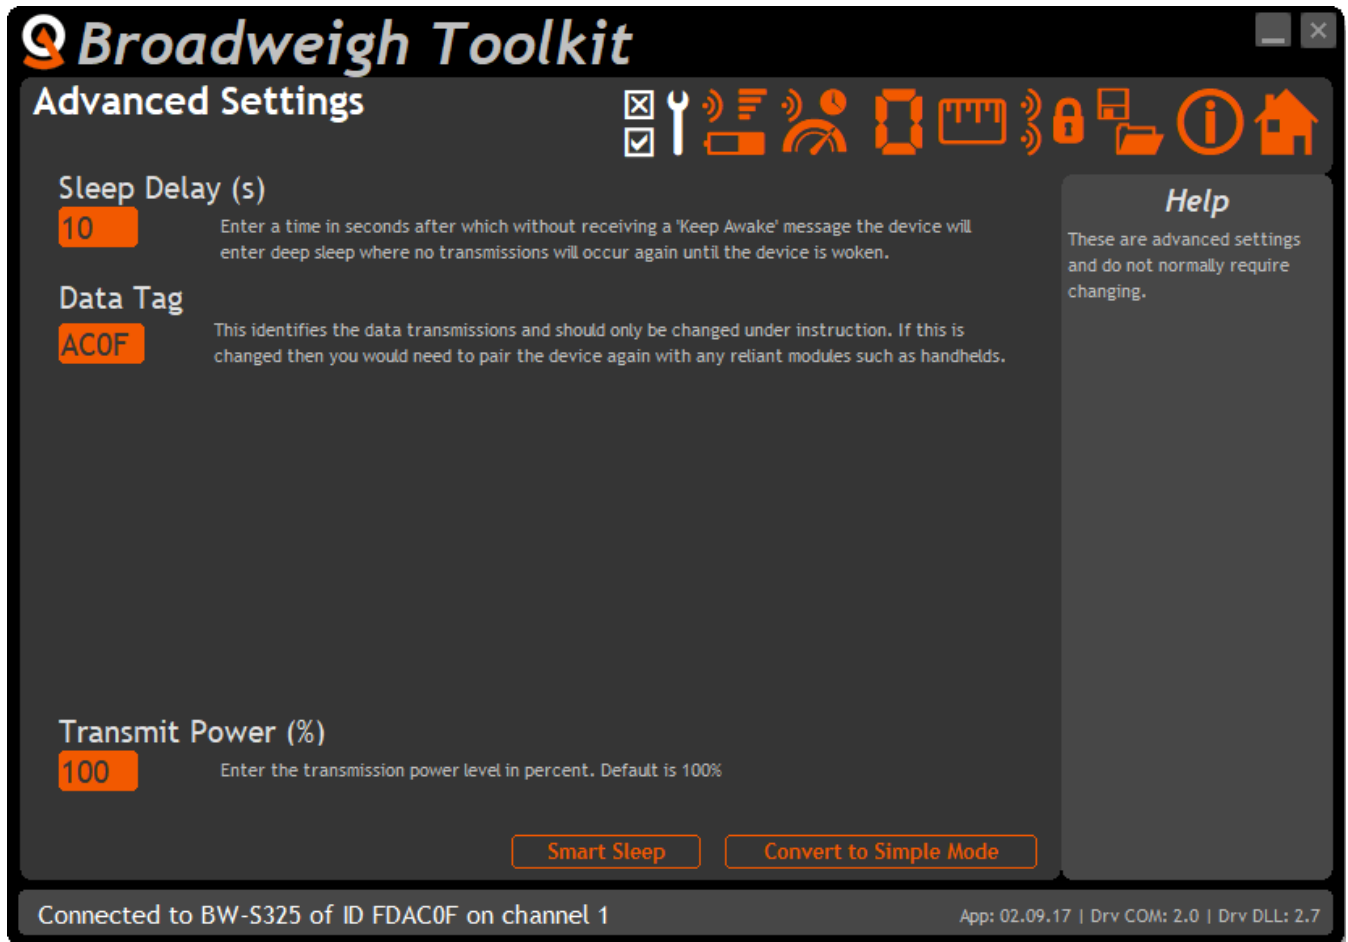 Broadweigh Toolkit
Advanced Settings
Sleep Delay (s)
10
Enter a time in seconds after which without receiving a 'Keep Awake' message the device will
enter deep sleep where no transmissions will occur again until the device is woken.
Data Tag
AC0F
This identifies the data transmissions and should only be changed under instruction. If this is
changed then you would need to pair the device again with any reliant modules such as handhelds.
Transmit Power (%)
100
Enter the transmission power level in percent. Default is 100%
Smart Sleep
Convert to Simple Mode
Help
These are advanced settings
and do not normally require
changing.
Connected to BW-S325 of ID FDAC0F on channel 1
App: 02.09.17 | Drv COM: 2.0 | Drv DLL: 2.7